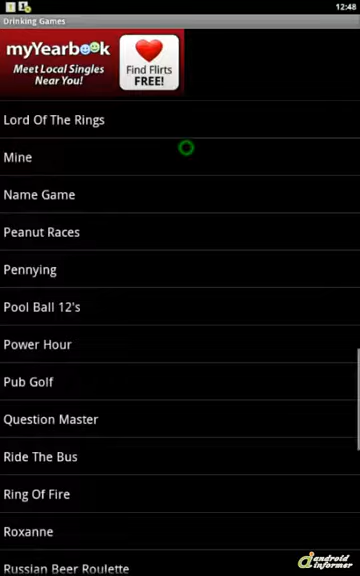 12:48
Drinking Games
myYearbook
Meet Local Singles
Near You!
Find Flirts
FREE!
Lord Of The Rings
Mine
Name Game
Peanut Races
Pennying
Pool Ball 12's
Power Hour
Pub Golf
Question Master
Ride The Bus
Ring Of Fire
Roxanne
Russian Beer Roulette
android
informer